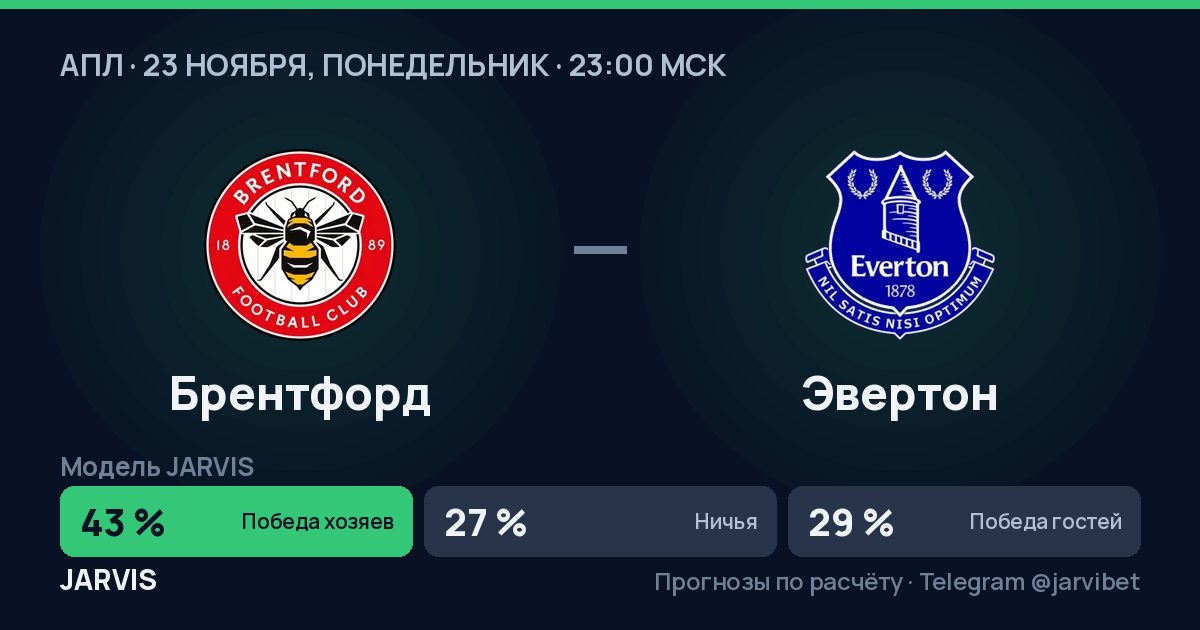 АПЛ · 23 НОЯБРЯ, ПОНЕДЕЛЬНИК · 23:00 МСК
BRENTFORD
18 89
FOOTBALL CLUB
Everton
1878
NIL SATIS NISI OPTIMUM
—
Брентфорд
Эвертон
Модель JARVIS
43 % Победа хозяев
27 % Ничья
29 % Победа гостей
JARVIS
Прогнозы по расчёту · Telegram @jarvibet